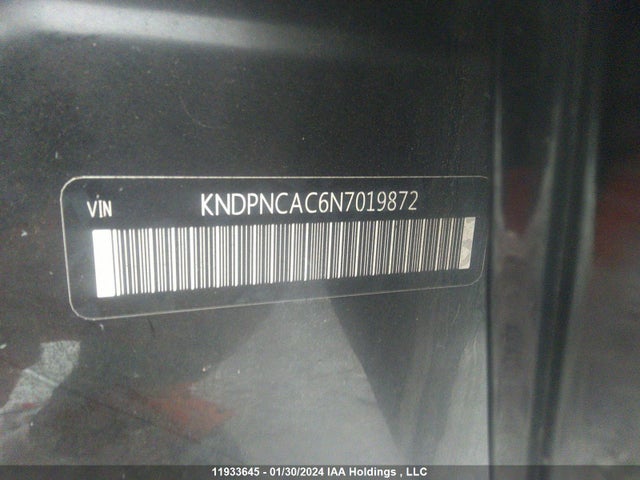 VIN KNDPNCAC6N7019872
11933645 - 01/30/2024 IAA Holdings , LLC